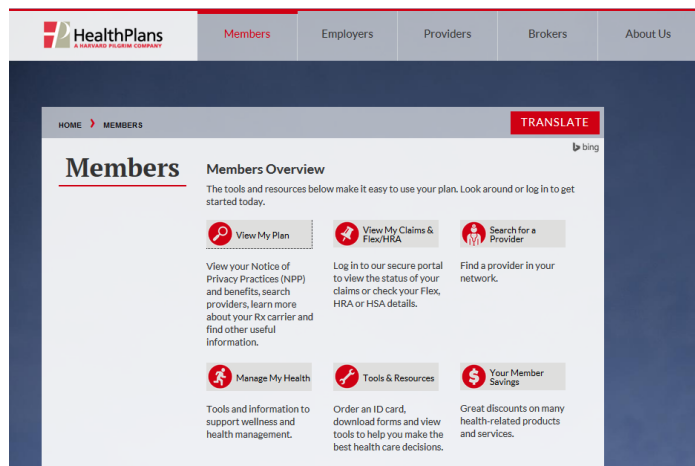 HealthPlans
A HARVARD PILGRIM COMPANY
Members
Employers
Providers
Brokers
About Us
HOME > MEMBERS
TRANSLATE
bing
Members
Members Overview
The tools and resources below make it easy to use your plan. Look around or log in to get
started today.
View My Plan
View your Notice of
Privacy Practices (NPP)
and benefits, search
providers, learn more
about your Rx carrier and
find other useful
information.
View My Claims &
Flex/HRA
Log in to our secure portal
to view the status of your
claims or check your Flex,
HRA or HSA details.
Search for a
Provider
Find a provider in your
network.
Manage My Health
Tools and information to
support wellness and
health management.
Tools & Resources
Order an ID card,
download forms and view
tools to help you make the
best health care decisions.
Your Member
Savings
Great discounts on many
health-related products
and services.